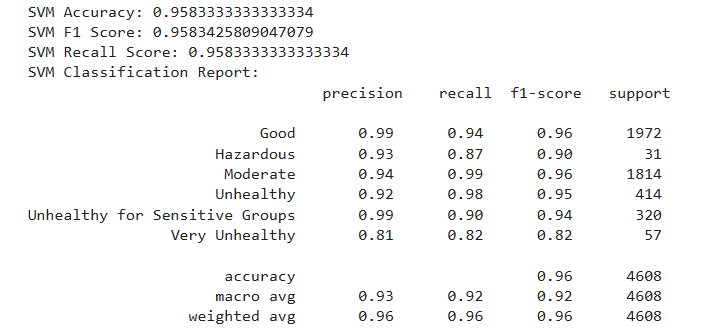 SVM Accuracy: 0.9583333333333334
SVM F1 Score: 0.9583425809047079
SVM Recall Score: 0.9583333333333334
SVM Classification Report:
precision recall f1-score support
Good 0.99 0.94 0.96 1972
Hazardous 0.93 0.87 0.90 31
Moderate 0.94 0.99 0.96 1814
Unhealthy 0.92 0.98 0.95 414
Unhealthy for Sensitive Groups 0.99 0.90 0.94 320
Very Unhealthy 0.81 0.82 0.82 57
accuracy 0.96 4608
macro avg 0.93 0.92 0.92 4608
weighted avg 0.96 0.96 0.96 4608